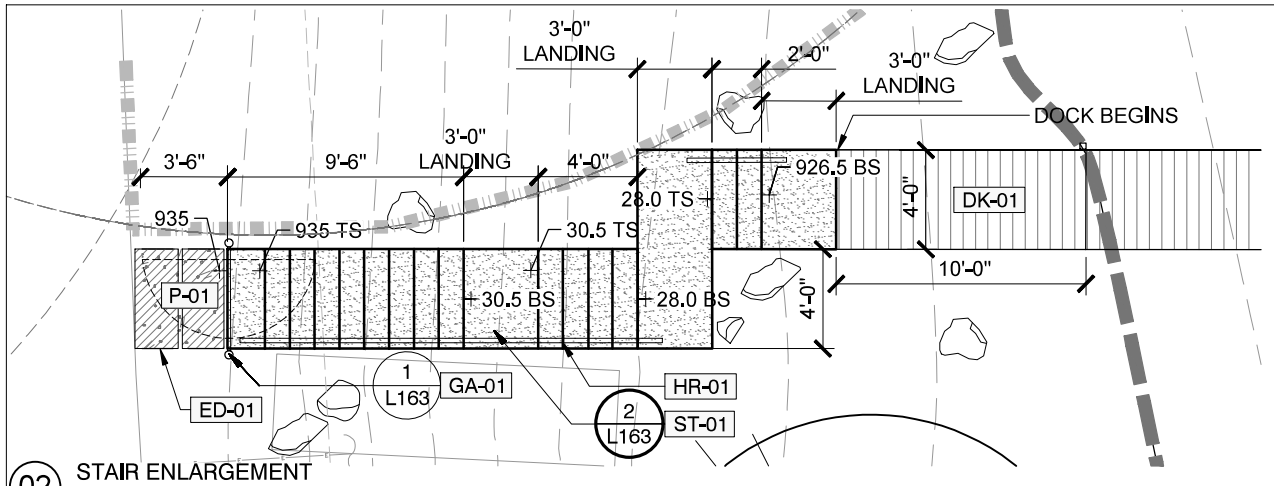 3'-0"
LANDING
2'-0"
3'-0"
LANDING
DOCK BEGINS
3'-0"
LANDING
3'-6"
9'-6"
4'-0"
926.5 BS
28.0 TS
4'-0"
DK-01
935
935 TS
30.5 TS
10'-0"
P-01
30.5 BS
28.0 BS
4'-0"
1
L163
GA-01
HR-01
ED-01
2
L163
ST-01
02
STAIR ENLARGEMENT